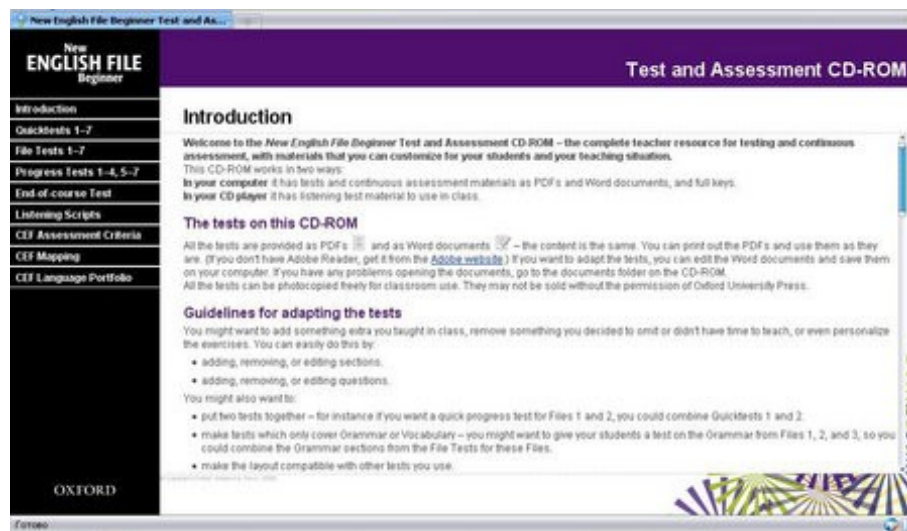 New English File Beginner Test and As...
New
ENGLISH FILE
Beginner
Test and Assessment CD-ROM
Introduction
Quicktests 1–7
File Tests 1–7
Progress Tests 1–4, 5–7
End-of-course Test
Listening Scripts
CEF Assessment Criteria
CEF Mapping
CEF Language Portfolio
OXFORD
Introduction
Welcome to the New English File Beginner Test and Assessment CD-ROM – the complete teacher resource for testing and continuous
assessment, with materials that you can customize for your students and your teaching situation.
This CD-ROM works in two ways:
In your computer it has tests and continuous assessment materials as PDFs and Word documents, and full keys.
In your CD player it has listening test material to use in class.
The tests on this CD-ROM
All the tests are provided as PDFs and as Word documents – the content is the same. You can print out the PDFs and use them as they
are. (If you don't have Adobe Reader, get it from the Adobe website.) If you want to adapt the tests, you can edit the Word documents and save them
on your computer. If you have any problems opening the documents, go to the documents folder on the CD-ROM.
All the tests can be photocopied freely for classroom use. They may not be sold without the permission of Oxford University Press.
Guidelines for adapting the tests
You might want to add something extra you taught in class, remove something you decided to omit or didn't have time to teach, or even personalize
the exercises. You can easily do this by:
• adding, removing, or editing sections.
• adding, removing, or editing questions.
You might also want to:
• put two tests together – for instance if you want a quick progress test for Files 1 and 2, you could combine Quicktests 1 and 2.
• make tests which only cover Grammar or Vocabulary – you might want to give your students a test on the Grammar from Files 1, 2, and 3, so you
could combine the Grammar sections from the File Tests for these Files.
• make the layout compatible with other tests you use.
Готово